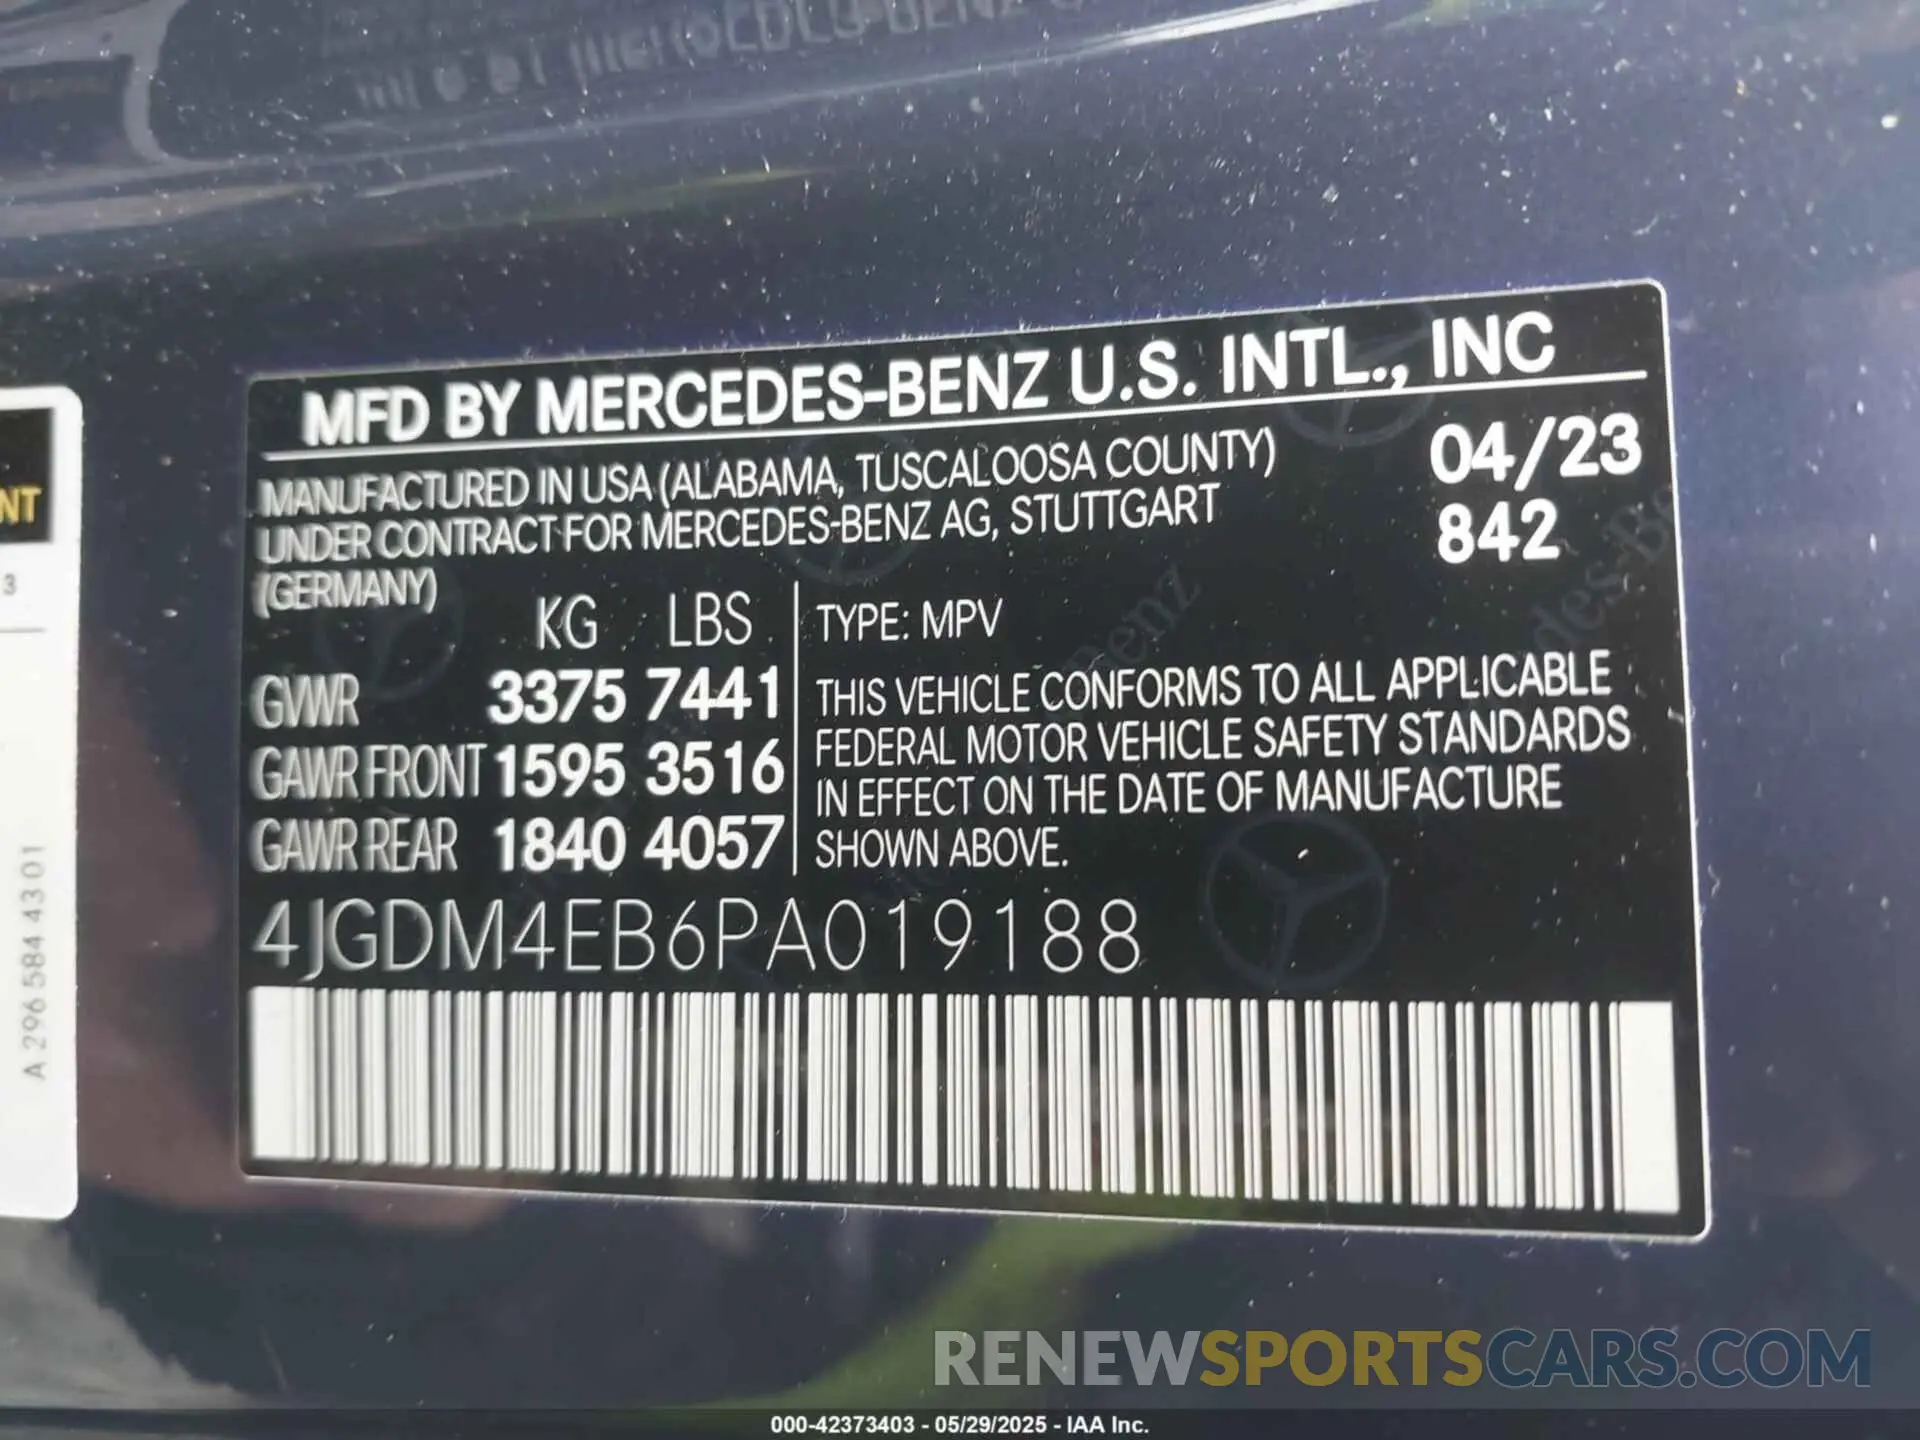 MFD BY MERCEDES-BENZ U.S. INTL., INC
MANUFACTURED IN USA (ALABAMA, TUSCALOOSA COUNTY)
UNDER CONTRACT FOR MERCEDES-BENZ AG, STUTTGART
(GERMANY)
04/23
842
KG LBS
GVWR 3375 7441
GAWR FRONT 1595 3516
GAWR REAR 1840 4057
TYPE: MPV
THIS VEHICLE CONFORMS TO ALL APPLICABLE
FEDERAL MOTOR VEHICLE SAFETY STANDARDS
IN EFFECT ON THE DATE OF MANUFACTURE
SHOWN ABOVE.
4JGDM4EB6PA019188
NT
3
A 296 584 43 01
RENEWSPORTSCARS.COM
000-42373403 - 05/29/2025 - IAA Inc.